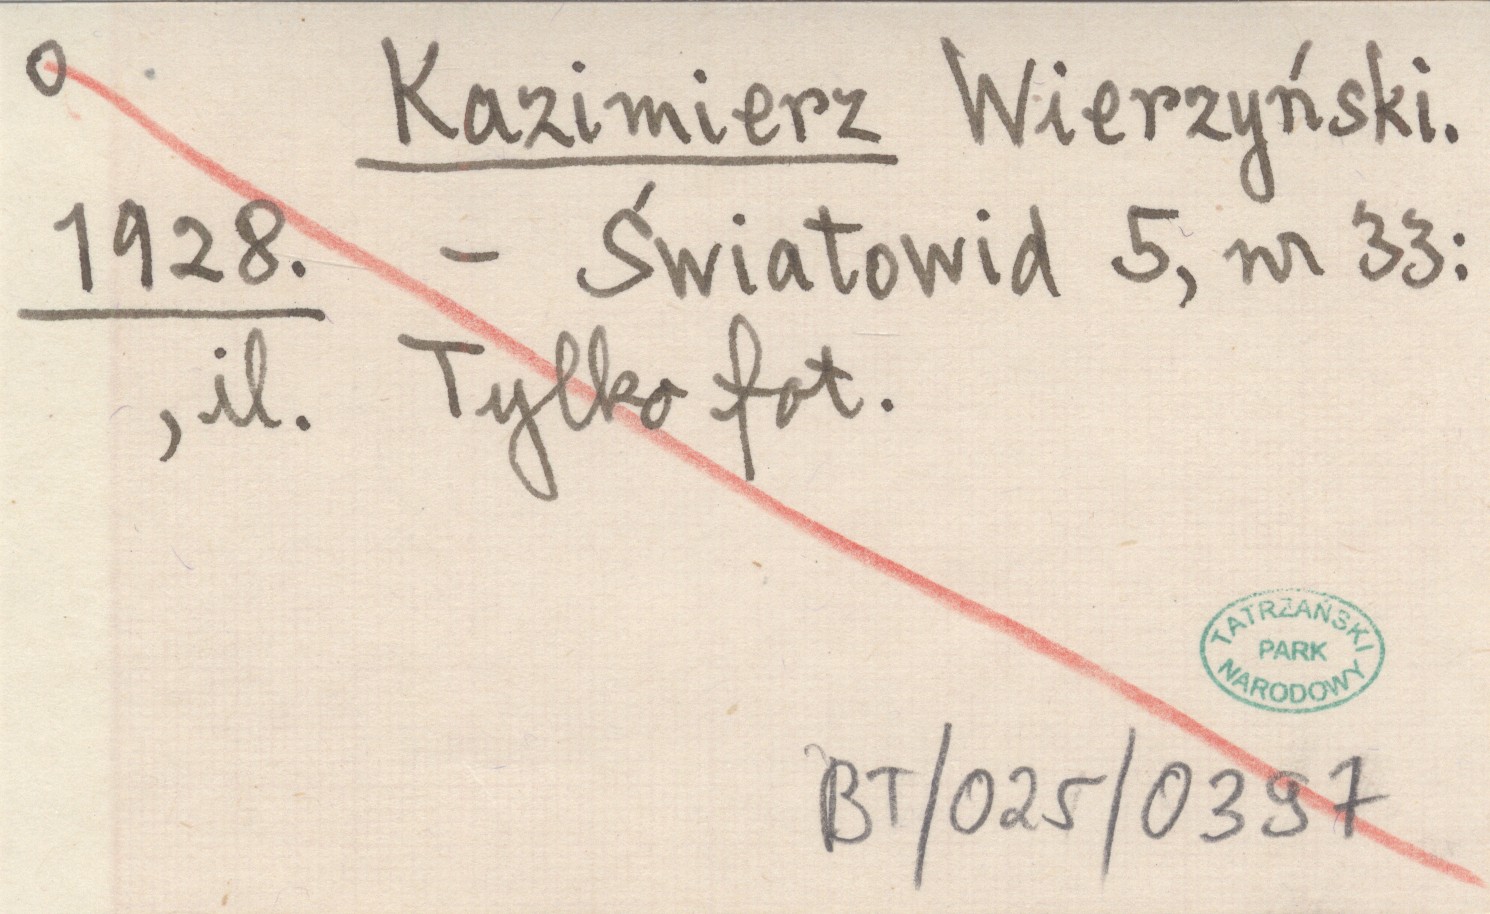 O Kazimierz Wierzyński.
1928. – Światowid 5, nr 33:
, il. Tylko fot.
TATRZAŃSKI
PARK
NARODOWY
BT/025/0397